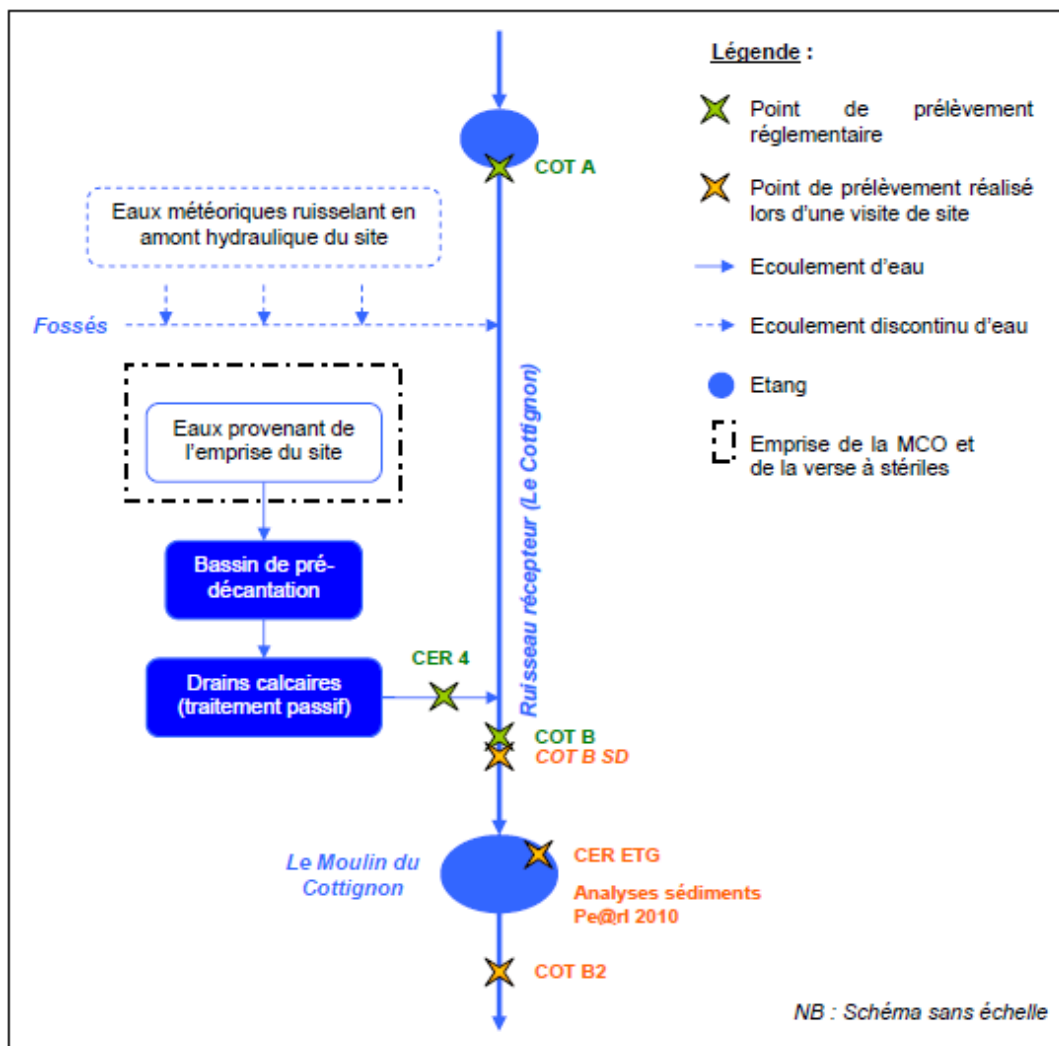 Légende :
Point de prélèvement
réglementaire
COT A
Eaux météoriques ruisselant en
amont hydraulique du site
Point de prélèvement réalisé
lors d'une visite de site
Ecoulement d'eau
Fossés
Ecoulement discontinu d'eau
Etang
Eaux provenant de
l'emprise du site
Emprise de la MCO et
de la verse à stériles
Ruisseau récepteur (Le Cottignon)
Bassin de pré-
décantation
CER 4
Drains calcaires
(traitement passif)
COT B
COT B SD
Le Moulin du
Cottignon
CER ETG
Analyses sédiments
Pe@rl 2010
COT B2
NB : Schéma sans échelle